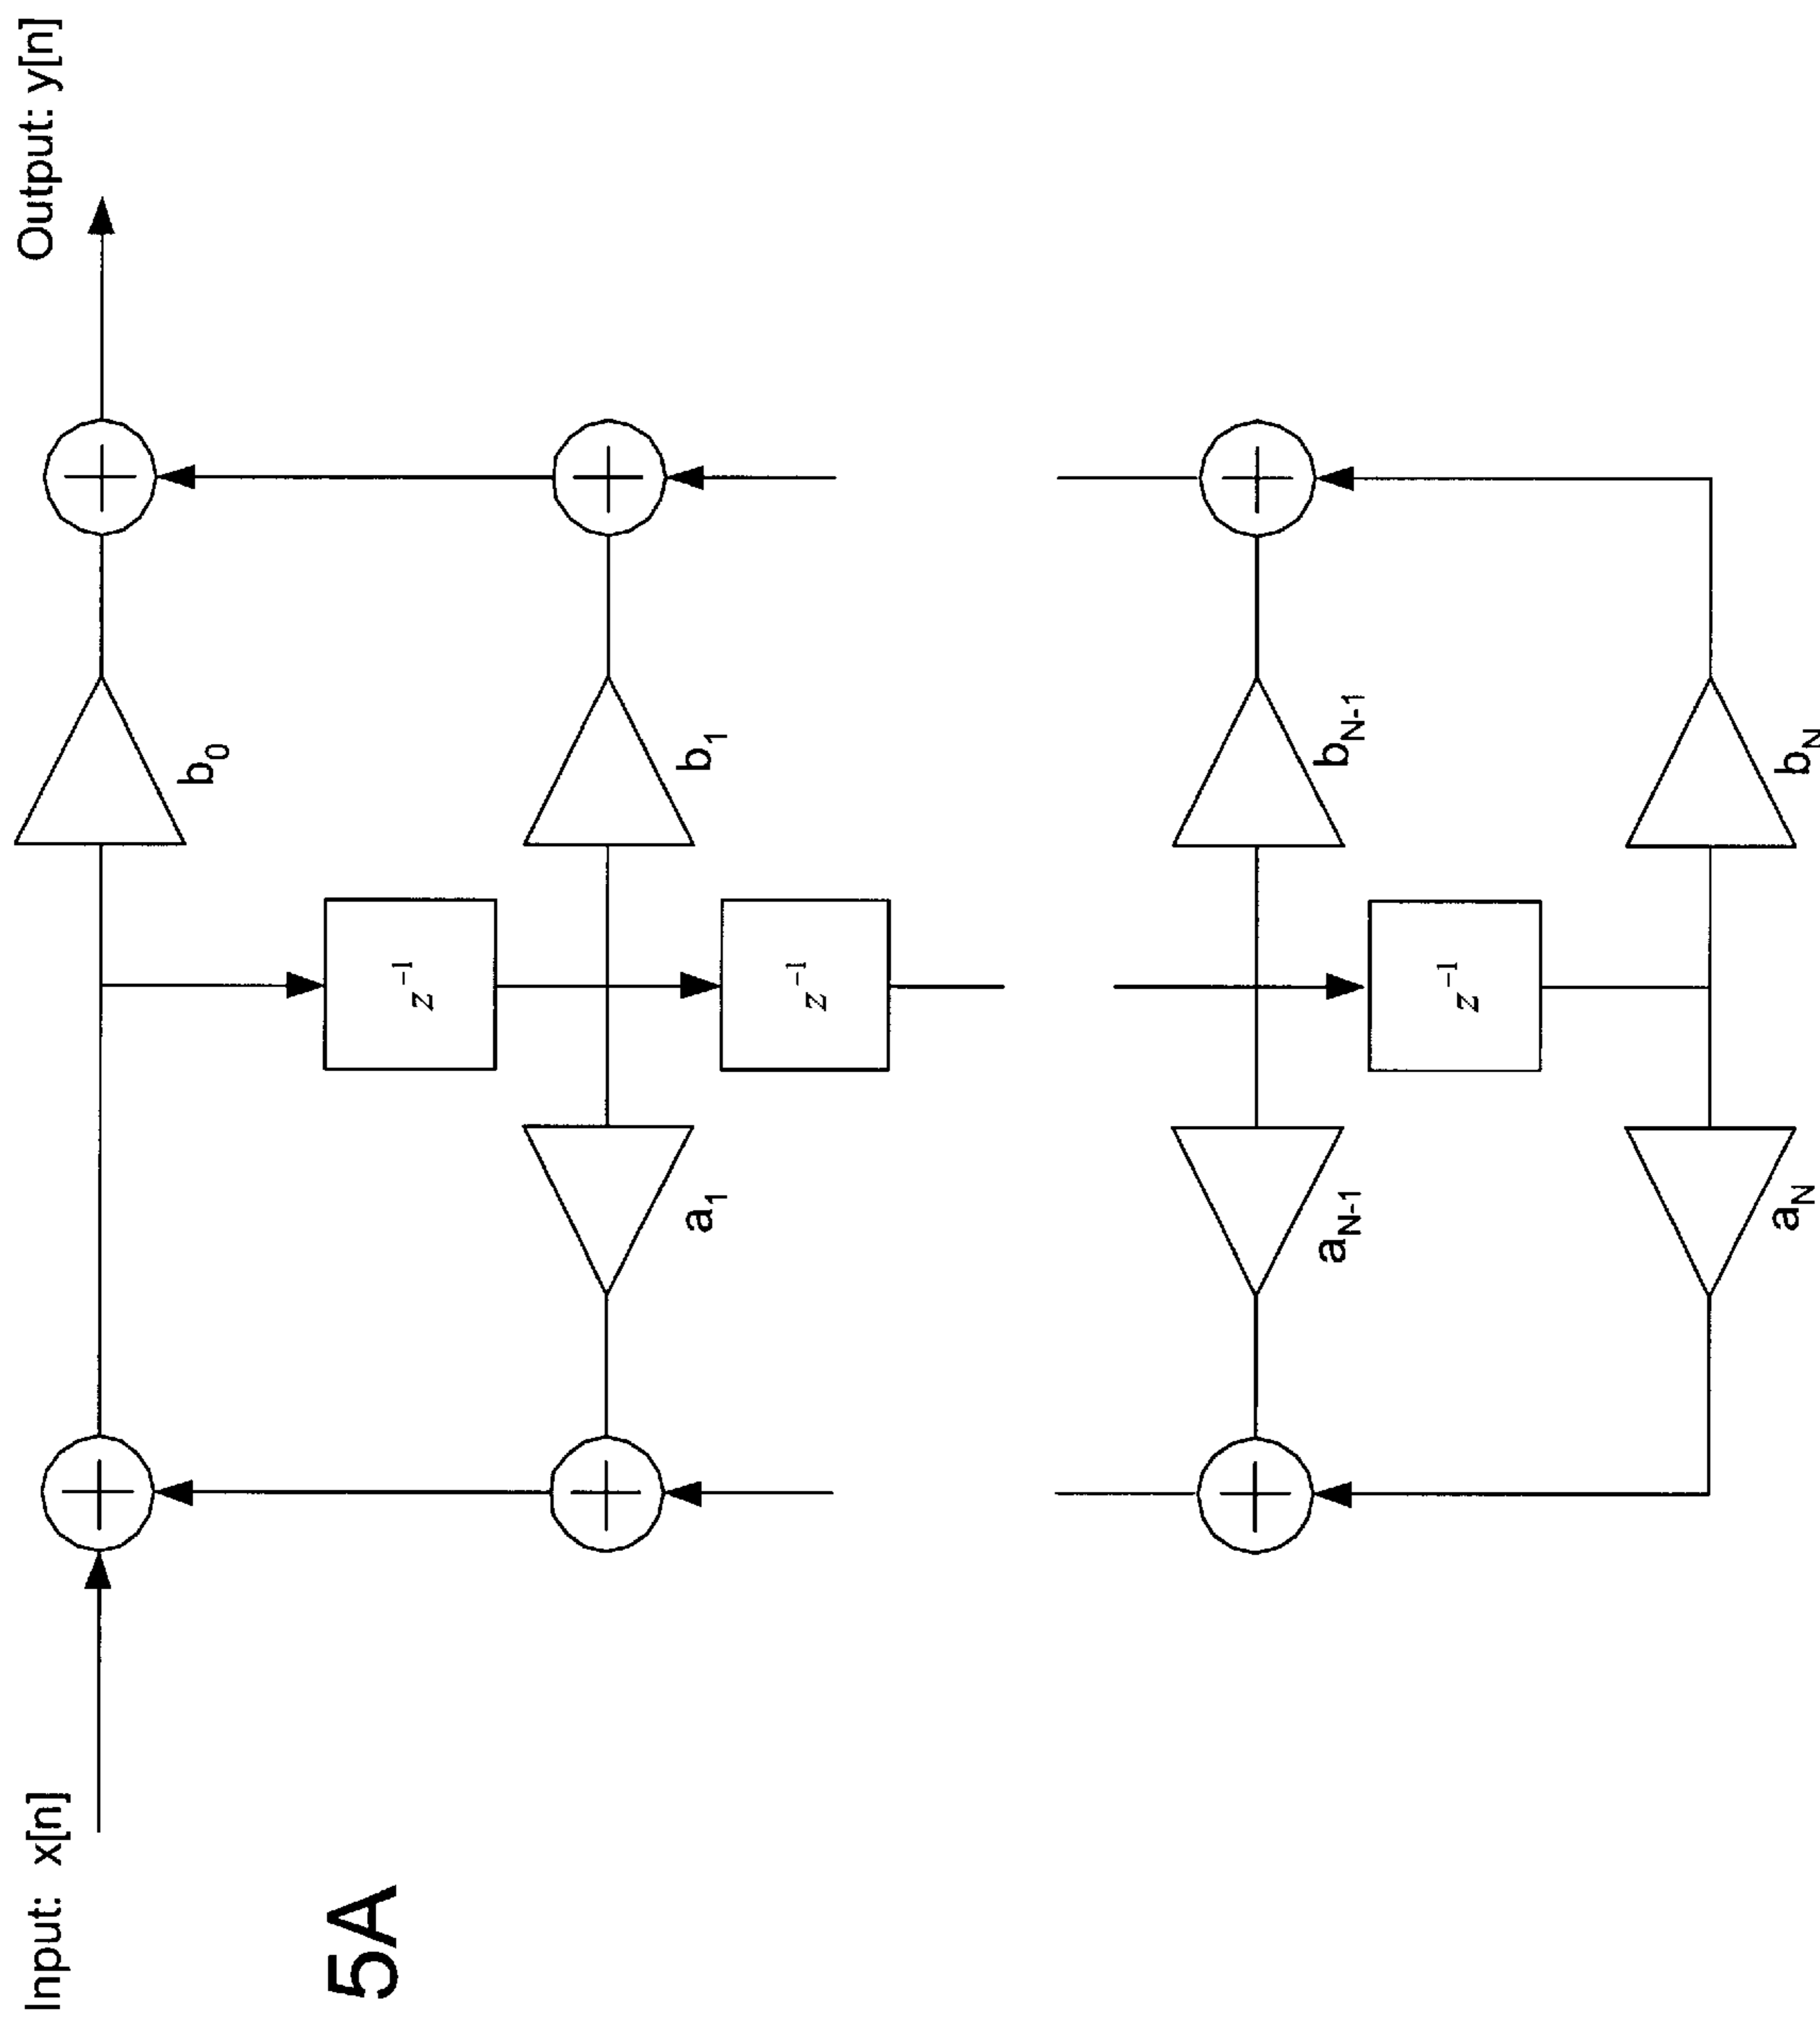 Input: x[n]
Output: y[n]
b0
z^-1
a1
b1
z^-1
aN-1
bN-1
z^-1
aN
bN
5A